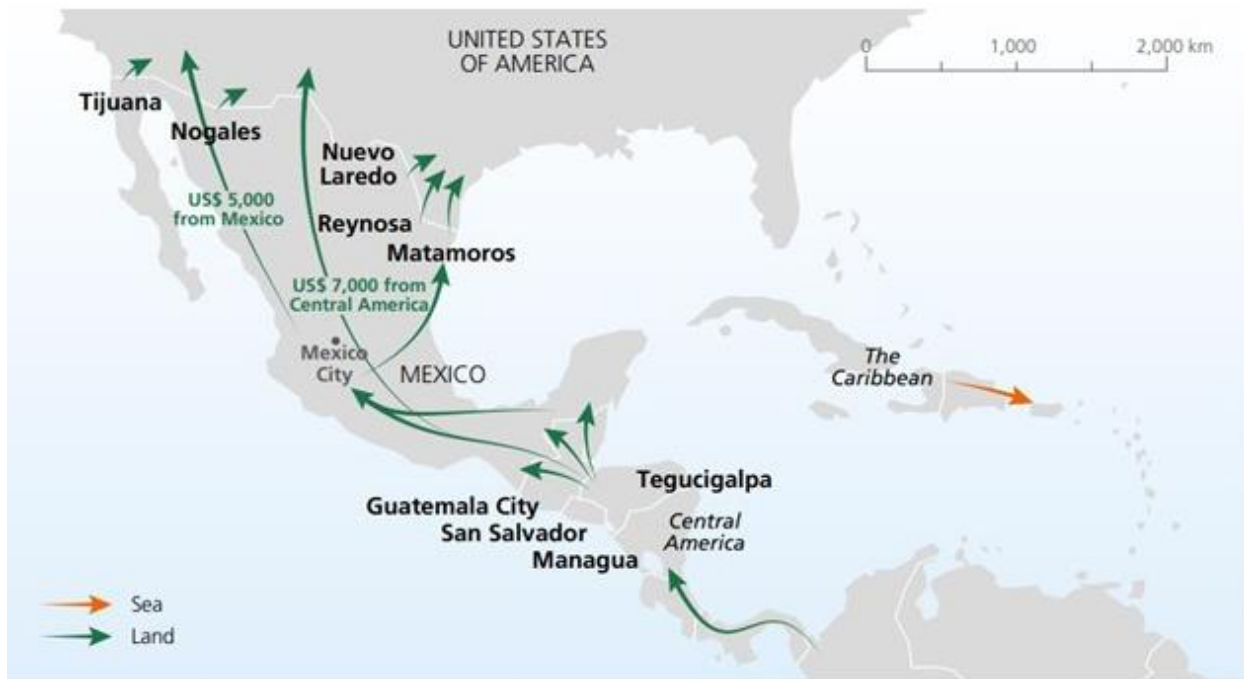 UNITED STATES
OF AMERICA
0 1,000 2,000 km
Tijuana
Nogales
Nuevo
Laredo
US$ 5,000
from Mexico
Reynosa
Matamoros
US$ 7,000 from
Central America
Mexico
City
MEXICO
The
Caribbean
Tegucigalpa
Guatemala City
San Salvador
Managua
Central
America
Sea
Land